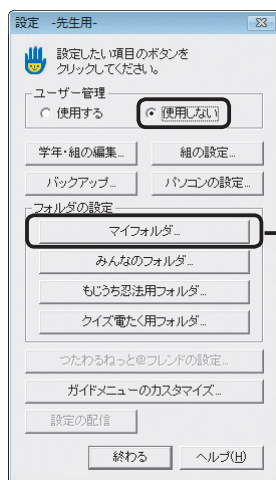 設定 -先生用-
設定したい項目のボタンを
クリックしてください。
ユーザー管理
使用する 使用しない
学年・組の編集... 組の設定...
バックアップ... パソコンの設定...
フォルダの設定
マイフォルダ...
みんなのフォルダ...
もじうち忍法用フォルダ...
クイズ電たく用フォルダ...
つたわるねっと@フレンドの設定...
ガイドメニューのカスタマイズ...
設定の配信
終わる ヘルプ(H)